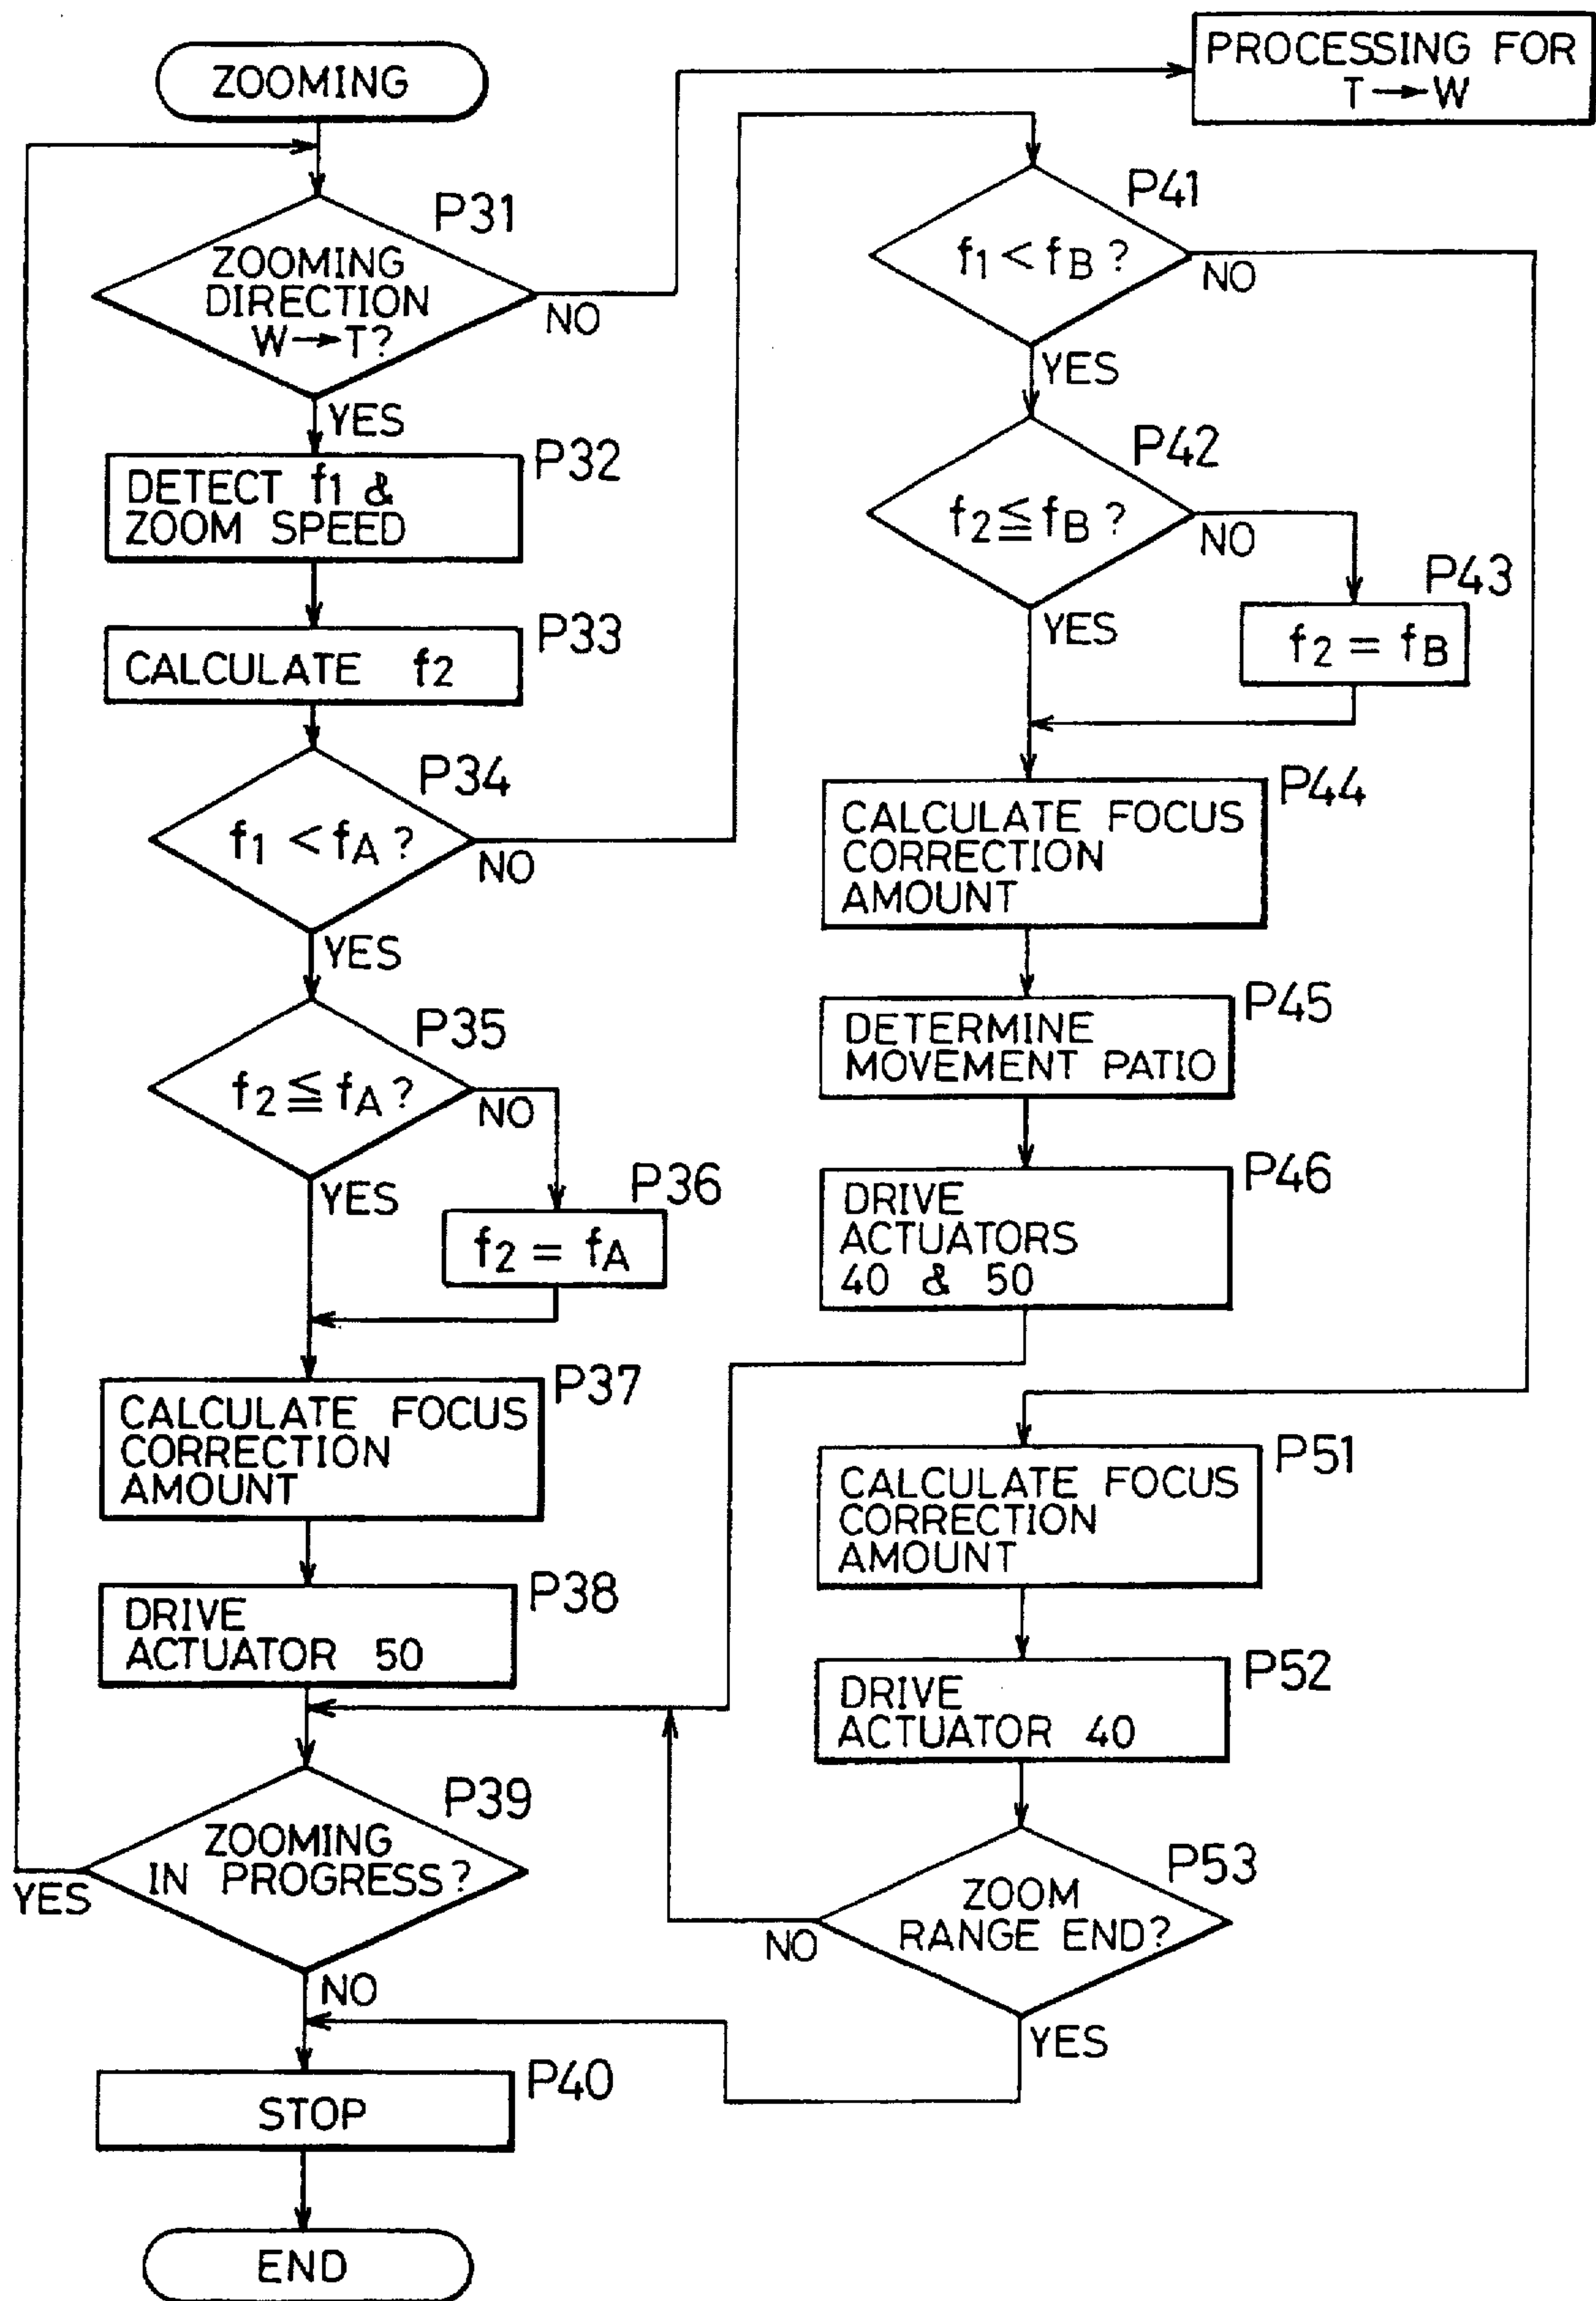 ZOOMING
PROCESSING FOR
T→W
P31
ZOOMING
DIRECTION
W→T?
NO
YES
P32
DETECT f1 &
ZOOM SPEED
P33
CALCULATE f2
P34
f1 < fA ?
NO
YES
P35
f2 ≦ fA ?
NO
YES
P36
f2 = fA
P37
CALCULATE FOCUS
CORRECTION
AMOUNT
P38
DRIVE
ACTUATOR 50
P39
ZOOMING
IN PROGRESS?
YES
NO
P40
STOP
END
P41
f1 < fB ?
NO
YES
P42
f2 ≦ fB ?
NO
YES
P43
f2 = fB
P44
CALCULATE FOCUS
CORRECTION
AMOUNT
P45
DETERMINE
MOVEMENT PATIO
P46
DRIVE
ACTUATORS
40 & 50
P51
CALCULATE FOCUS
CORRECTION
AMOUNT
P52
DRIVE
ACTUATOR 40
P53
ZOOM
RANGE END?
NO
YES